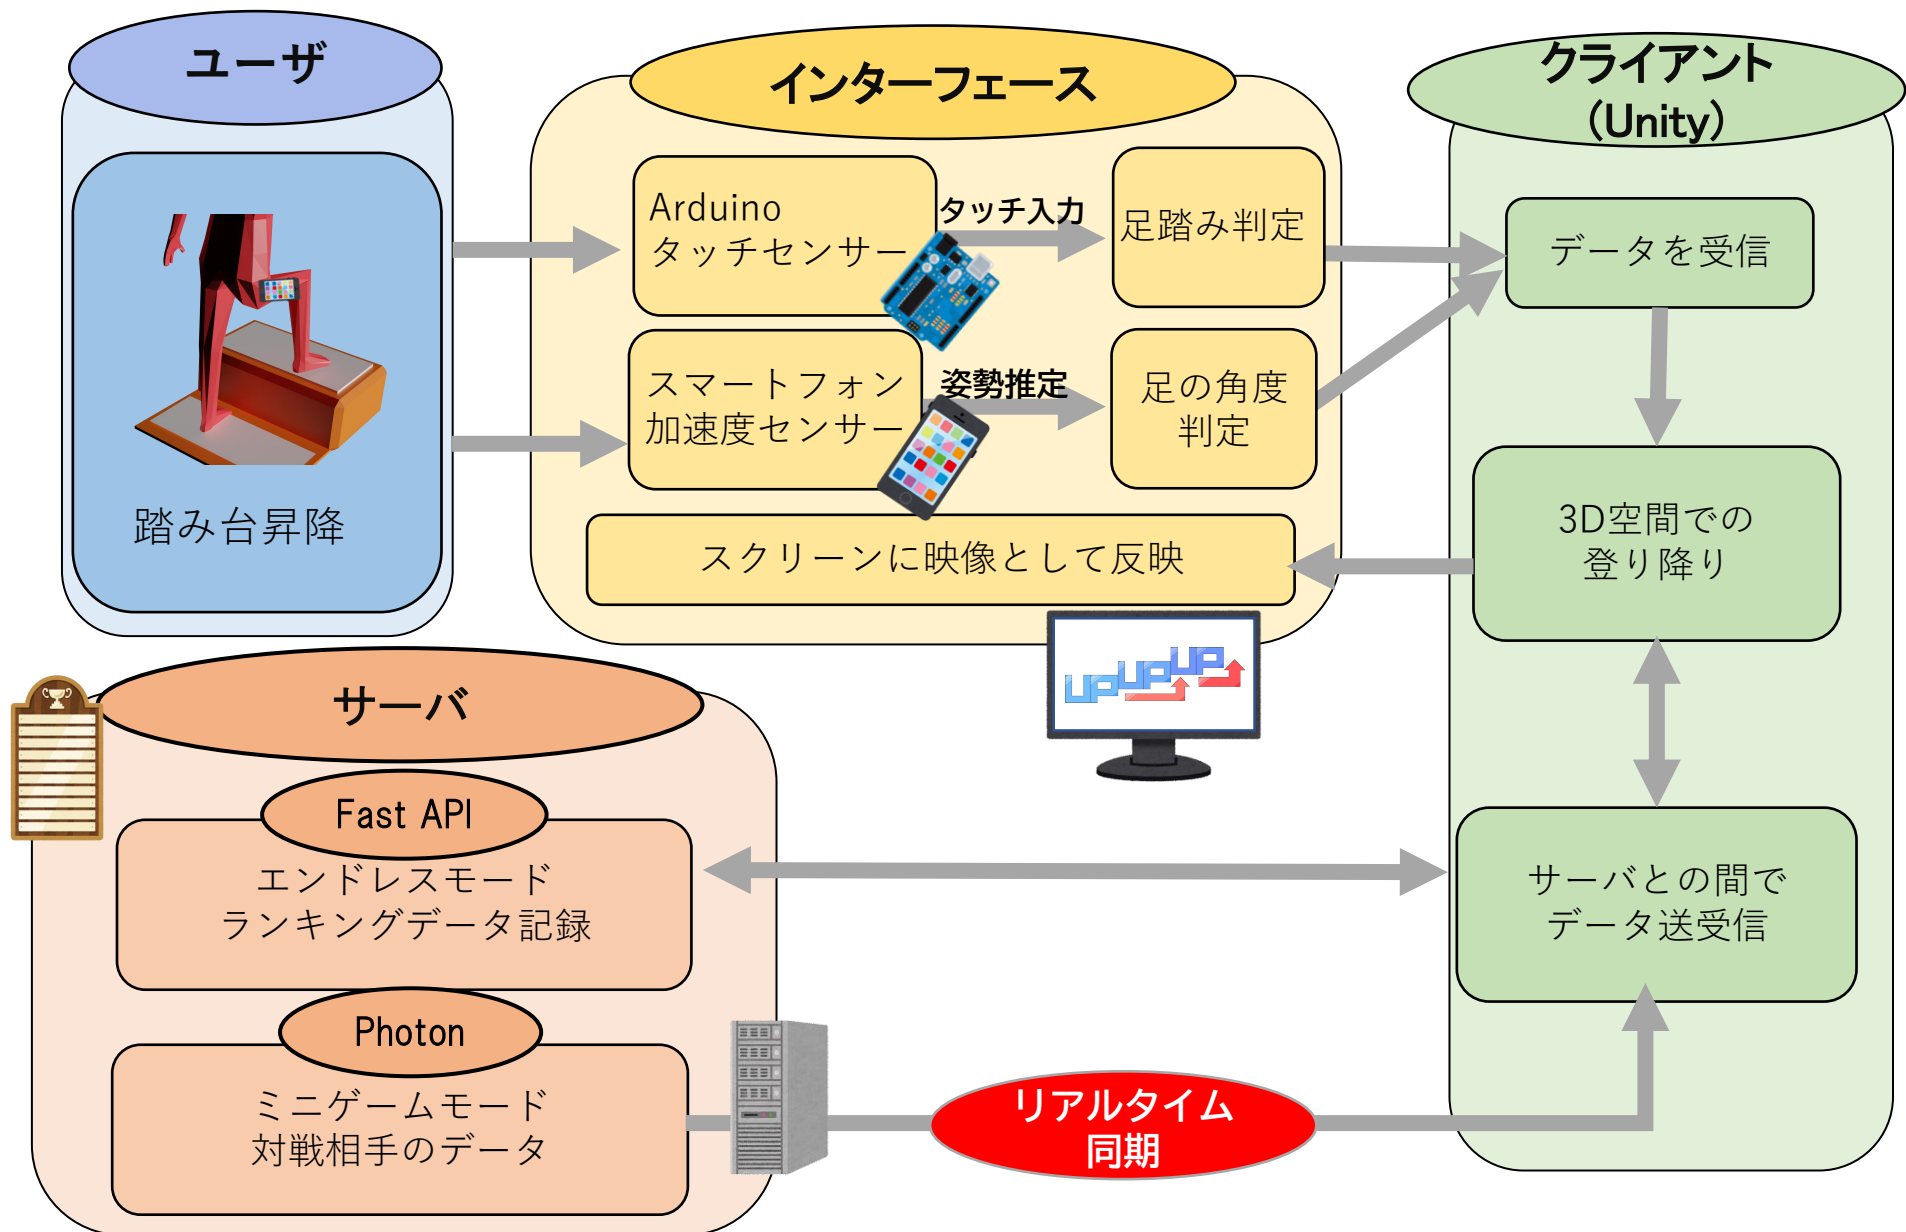 ユーザ
踏み台昇降
インターフェース
Arduino
タッチセンサー
タッチ入力
足踏み判定
スマートフォン
加速度センサー
姿勢推定
足の角度
判定
スクリーンに映像として反映
UP UP UP
クライアント
(Unity)
データを受信
3D空間での
登り降り
サーバとの間で
データ送受信
サーバ
Fast API
エンドレスモード
ランキングデータ記録
Photon
ミニゲームモード
対戦相手のデータ
リアルタイム
同期